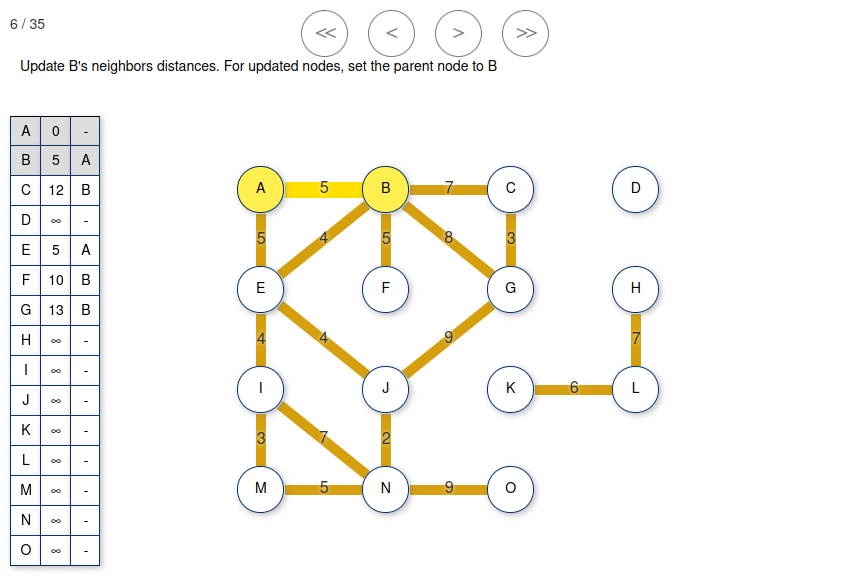 6 / 35
<< < > >>
Update B's neighbors distances. For updated nodes, set the parent node to B
A 0 -
B 5 A
C 12 B
D ∞ -
E 5 A
F 10 B
G 13 B
H ∞ -
I ∞ -
J ∞ -
K ∞ -
L ∞ -
M ∞ -
N ∞ -
O ∞ -
A 5 B 7 C D
5 4 5 8 3
E F G H
4 4 9 7
I J K 6 L
3 7 2
M 5 N 9 O